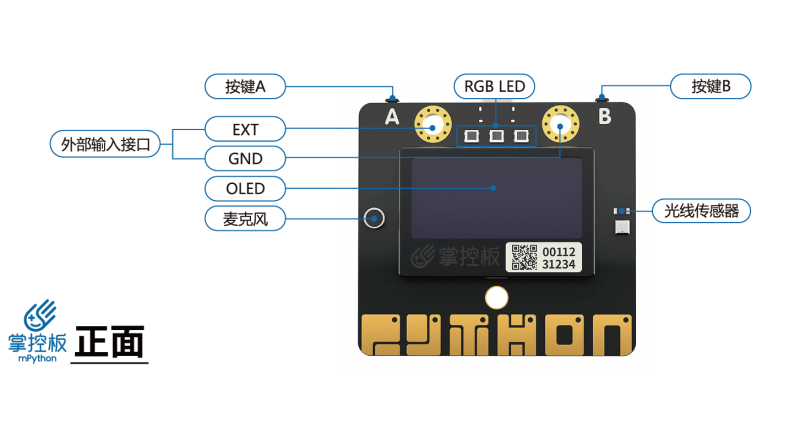 按键A
RGB LED
按键B
A
B
外部输入接口
EXT
GND
OLED
麦克风
光线传感器
掌控板
00112
31234
PYTHON
掌控板
mPython
正面